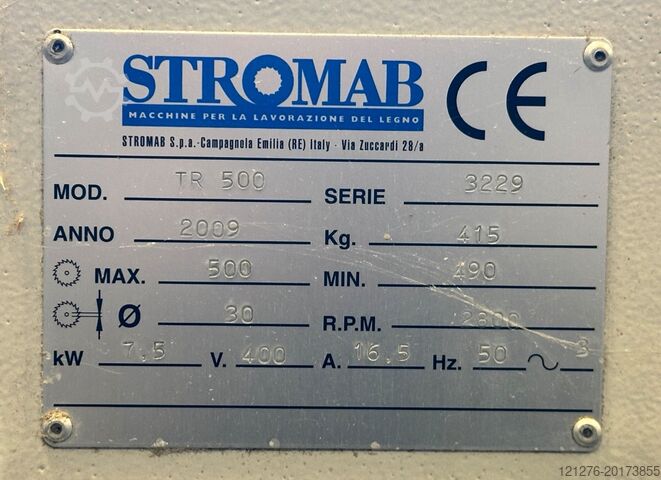 STROMAB CE
MACCHINE PER LA LAVORAZIONE DEL LEGNO
STROMAB S.p.a.-Campagnola Emilia (RE) Italy - Via Zuccardi 28/a
MOD. TR 500 SERIE 3229
ANNO 2009 Kg. 415
MAX. 500 MIN. 490
Ø 30 R.P.M. 2800
kW 7,5 V. 400 A. 16,5 Hz. 50 ~ 3
121276-20173855